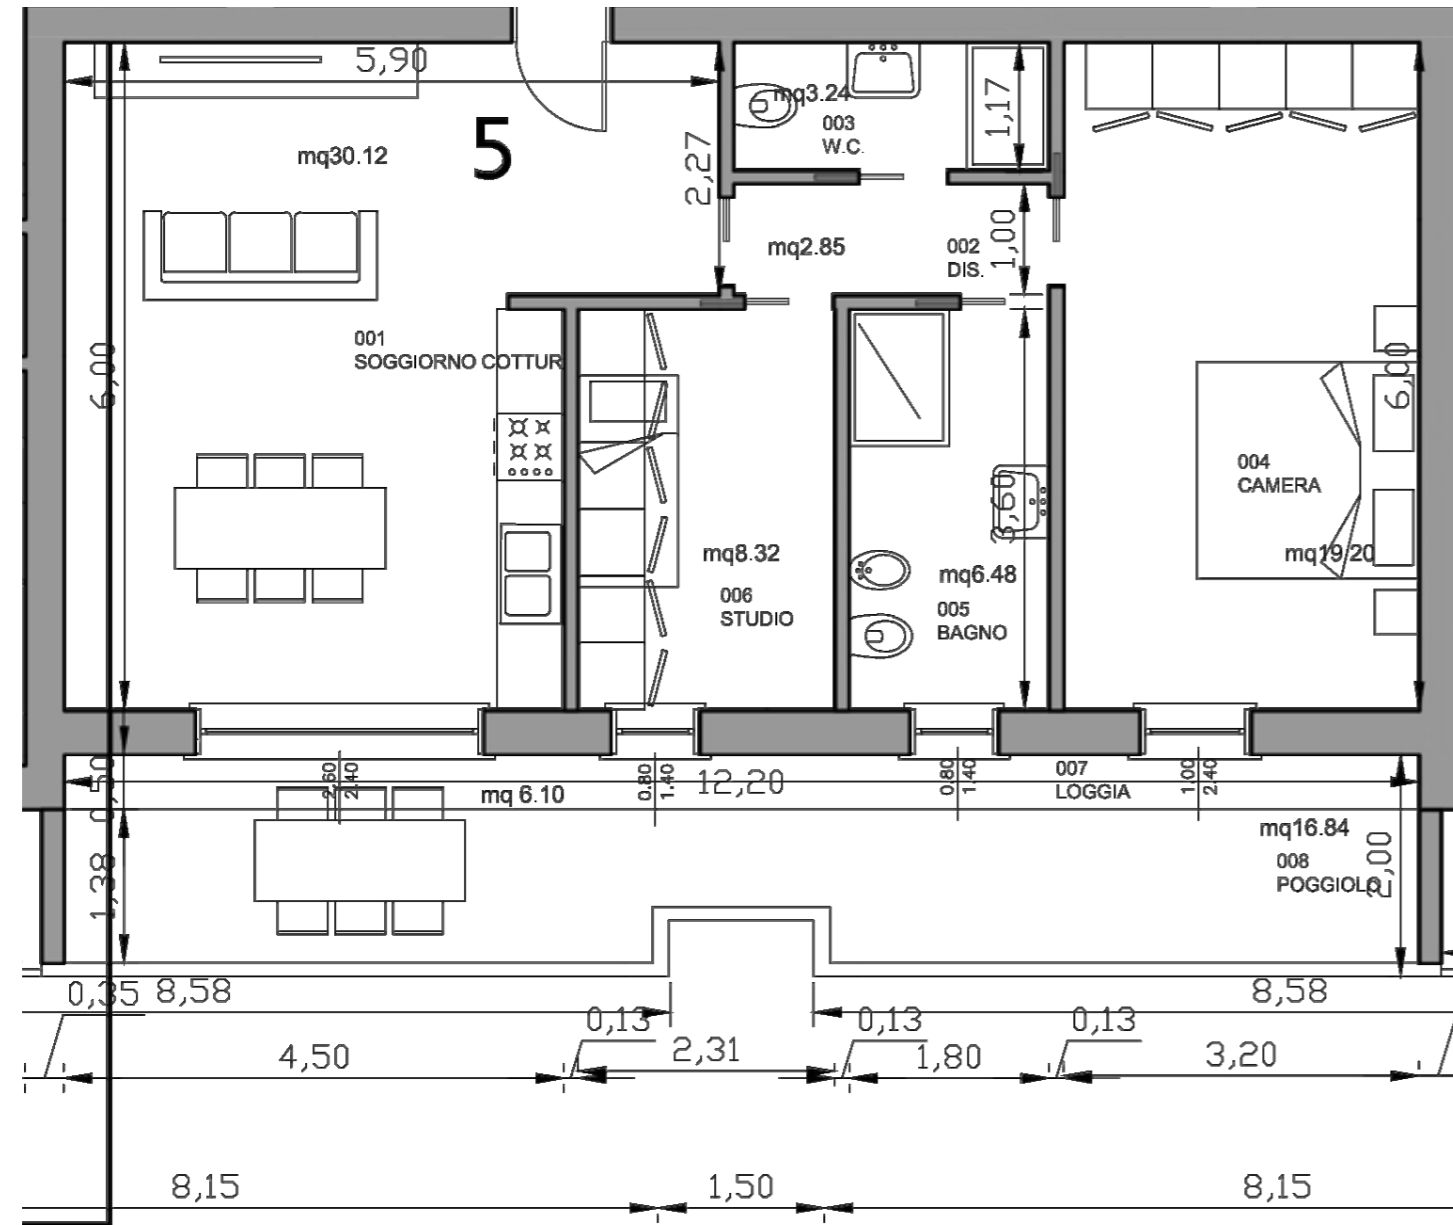 5,90
5
mq3.24
003
W.C.
1,17
mq30.12
2,27
mq2.85
002
DIS.
1,00
001
SOGGIORNO COTTUR
6,00
6,00
004
CAMERA
3,60
mq8.32
006
STUDIO
mq6.48
005
BAGNO
mq19.20
0,50
2.60
2.40
mq 6.10
0.80
1.40
12,20
0.80
1.40
007
LOGGIA
1.00
2.40
mq16.84
008
POGGIOLO
2,00
1,38
0,35
8,58
8,58
0,13
0,13
0,13
4,50
2,31
1,80
3,20
8,15
1,50
8,15